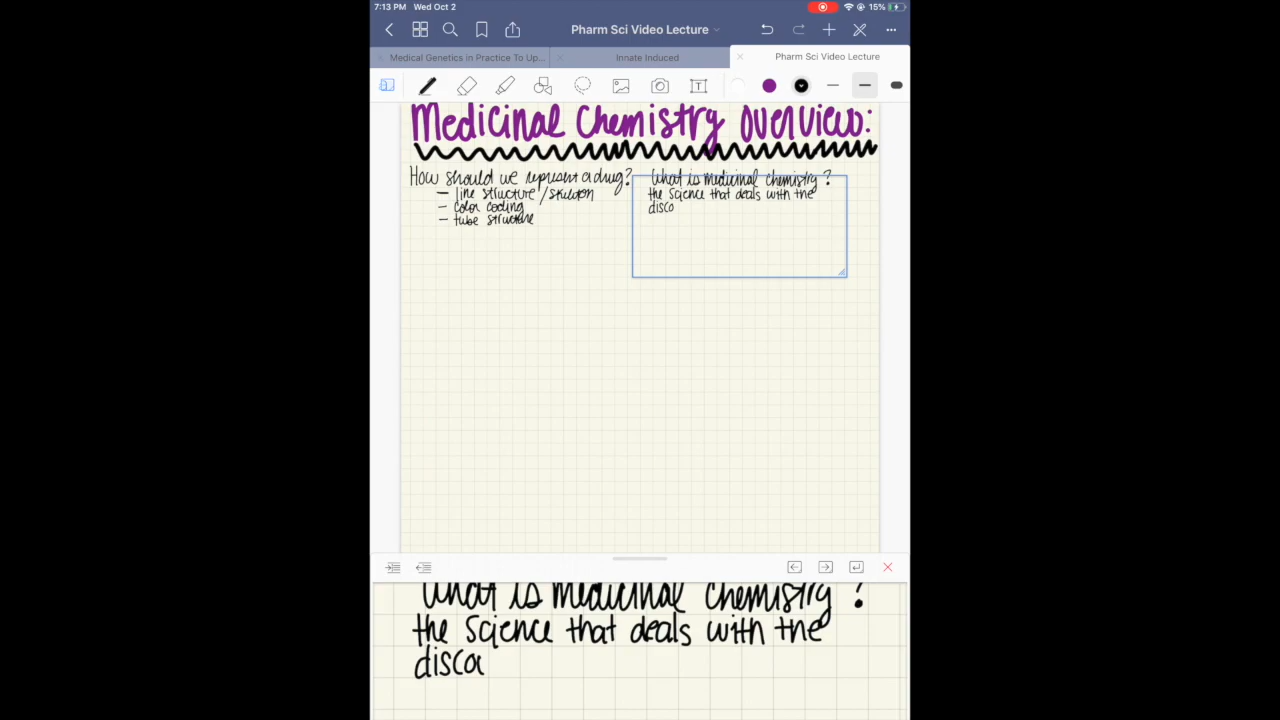 7:13 PM Wed Oct 2
15%
Pharm Sci Video Lecture
Medical Genetics in Practice To Up...
Innate Induced
Pharm Sci Video Lecture
T
Medicinal Chemistry Overview:
How should we represent a drug?
— line structure / skeleton
— color coding
— tube structure
What is medicinal chemistry?
the science that deals with the
disco
What is medicinal chemistry ?
the science that deals with the
disco